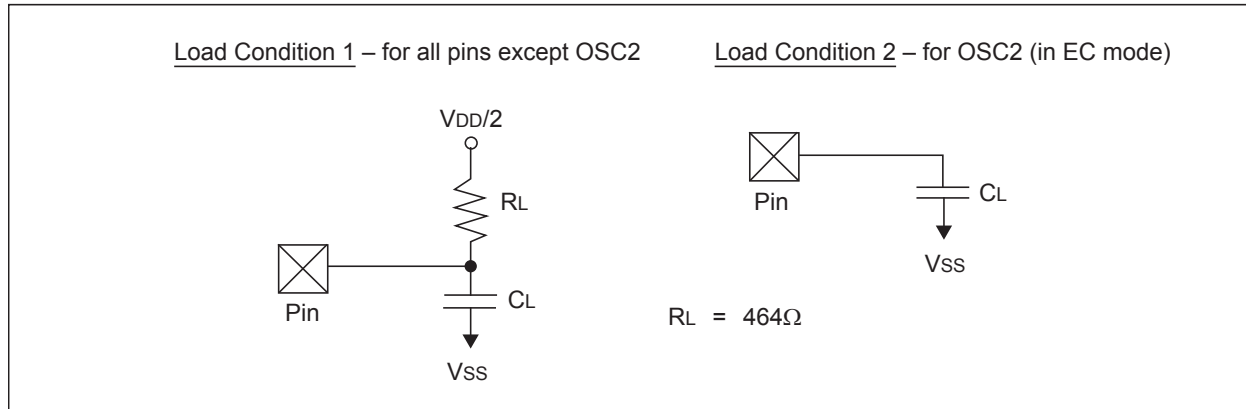 Load Condition 1 – for all pins except OSC2
VDD/2
RL
Pin
CL
VSS
Load Condition 2 – for OSC2 (in EC mode)
Pin
CL
VSS
RL = 464Ω